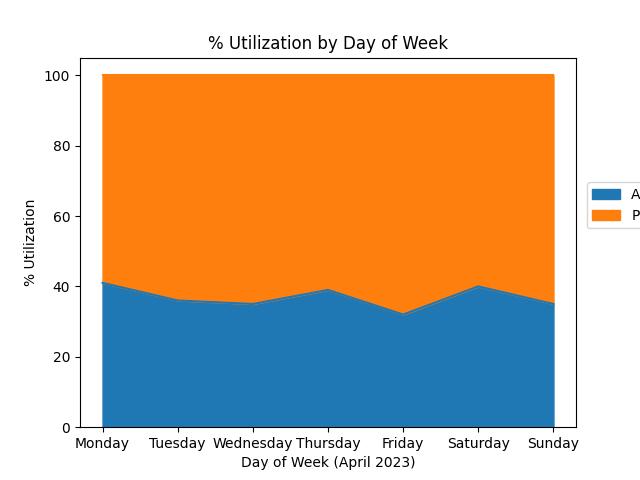 % Utilization by Day of Week
100
80
60
40
20
0
% Utilization
Monday Tuesday Wednesday Thursday Friday Saturday Sunday
Day of Week (April 2023)